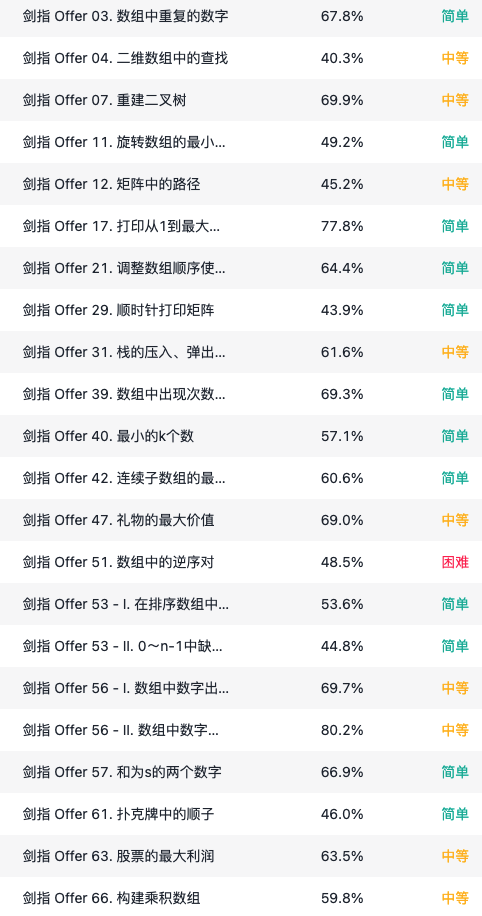 剑指 Offer 03. 数组中重复的数字 67.8% 简单
剑指 Offer 04. 二维数组中的查找 40.3% 中等
剑指 Offer 07. 重建二叉树 69.9% 中等
剑指 Offer 11. 旋转数组的最小... 49.2% 简单
剑指 Offer 12. 矩阵中的路径 45.2% 中等
剑指 Offer 17. 打印从1到最大... 77.8% 简单
剑指 Offer 21. 调整数组顺序使... 64.4% 简单
剑指 Offer 29. 顺时针打印矩阵 43.9% 简单
剑指 Offer 31. 栈的压入、弹出... 61.6% 中等
剑指 Offer 39. 数组中出现次数... 69.3% 简单
剑指 Offer 40. 最小的k个数 57.1% 简单
剑指 Offer 42. 连续子数组的最... 60.6% 简单
剑指 Offer 47. 礼物的最大价值 69.0% 中等
剑指 Offer 51. 数组中的逆序对 48.5% 困难
剑指 Offer 53 - I. 在排序数组中... 53.6% 简单
剑指 Offer 53 - II. 0～n-1中缺... 44.8% 简单
剑指 Offer 56 - I. 数组中数字出... 69.7% 中等
剑指 Offer 56 - II. 数组中数字... 80.2% 中等
剑指 Offer 57. 和为s的两个数字 66.9% 简单
剑指 Offer 61. 扑克牌中的顺子 46.0% 简单
剑指 Offer 63. 股票的最大利润 63.5% 中等
剑指 Offer 66. 构建乘积数组 59.8% 中等